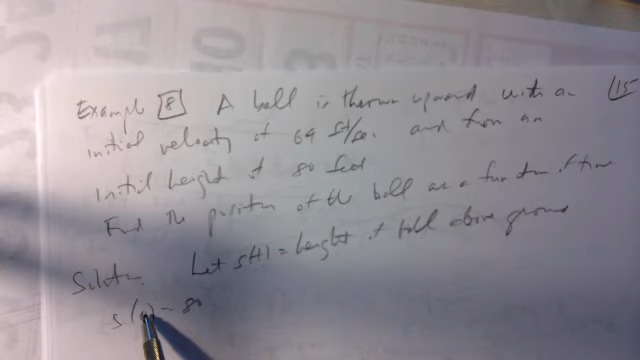 Example [8] A ball is thrown upward with an
initial velocity of 64 ft/sec. and from an
initial height of 80 feet
Find the position of the ball as a function of time
Solution. Let s(t) = height of ball above ground
s(0) = 80
15